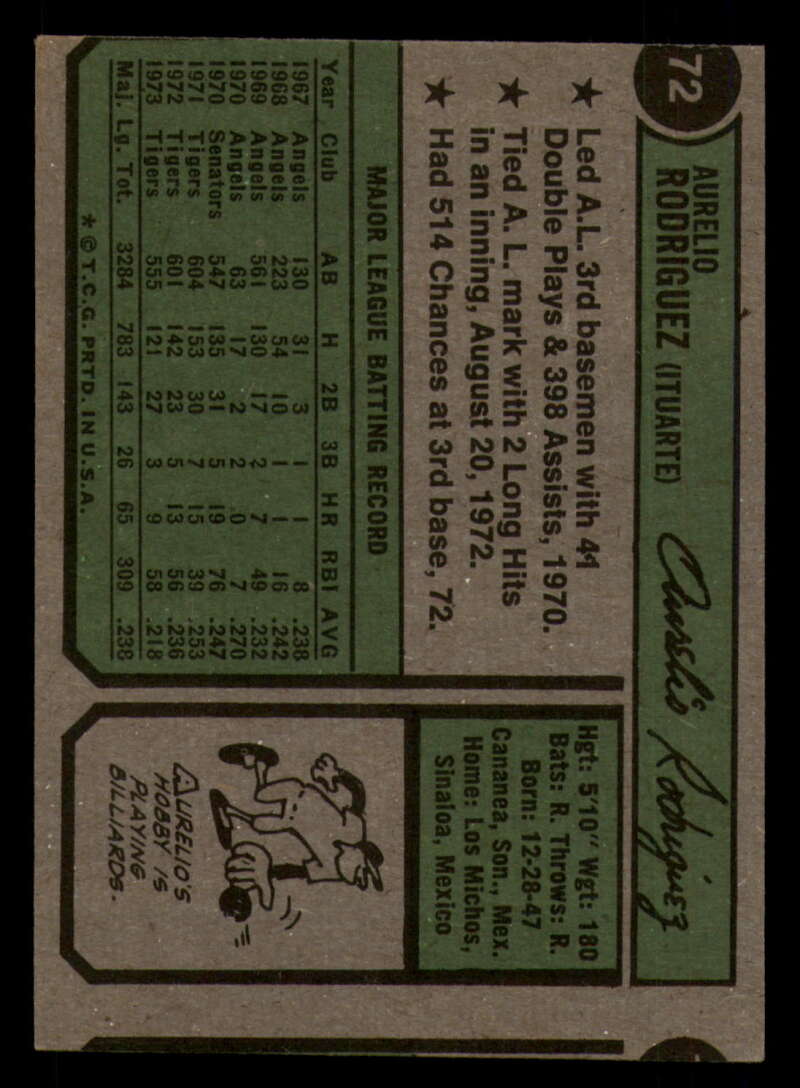 72
AURELIO
RODRIGUEZ (ITUARTE)
Aurelio Rodriguez
★ Led A.L. 3rd basemen with 44
Double Plays & 398 Assists, 1970.
★ Tied A. L. mark with 2 Long Hits
in an inning, August 20, 1972.
★ Had 514 Chances at 3rd base, 72.
Hgt: 5'10" Wgt: 180
Bats: R. Throws: R.
Born: 12-28-47
Cananea, Son., Mex.
Home: Los Michos,
Sinaloa, Mexico
MAJOR LEAGUE BATTING RECORD
Year Club AB H 2B 3B HR RBI AVG
1967 Angels 130 31 3 1 1 8 .238
1968 Angels 223 54 10 1 1 16 .242
1969 Angels 561 130 17 2 7 49 .232
1970 Angels 63 17 2 2 0 7 .270
1970 Senators 547 135 31 5 19 76 .247
1971 Tigers 604 153 30 7 15 39 .253
1972 Tigers 601 142 23 5 13 56 .236
1973 Tigers 555 121 27 3 9 58 .218
Maj. Lg. Tot. 3284 783 143 26 65 309 .238
* © T.C.G. PRTD. IN U.S.A.
AURELIO'S
HOBBY IS
PLAYING
BILLIARDS.